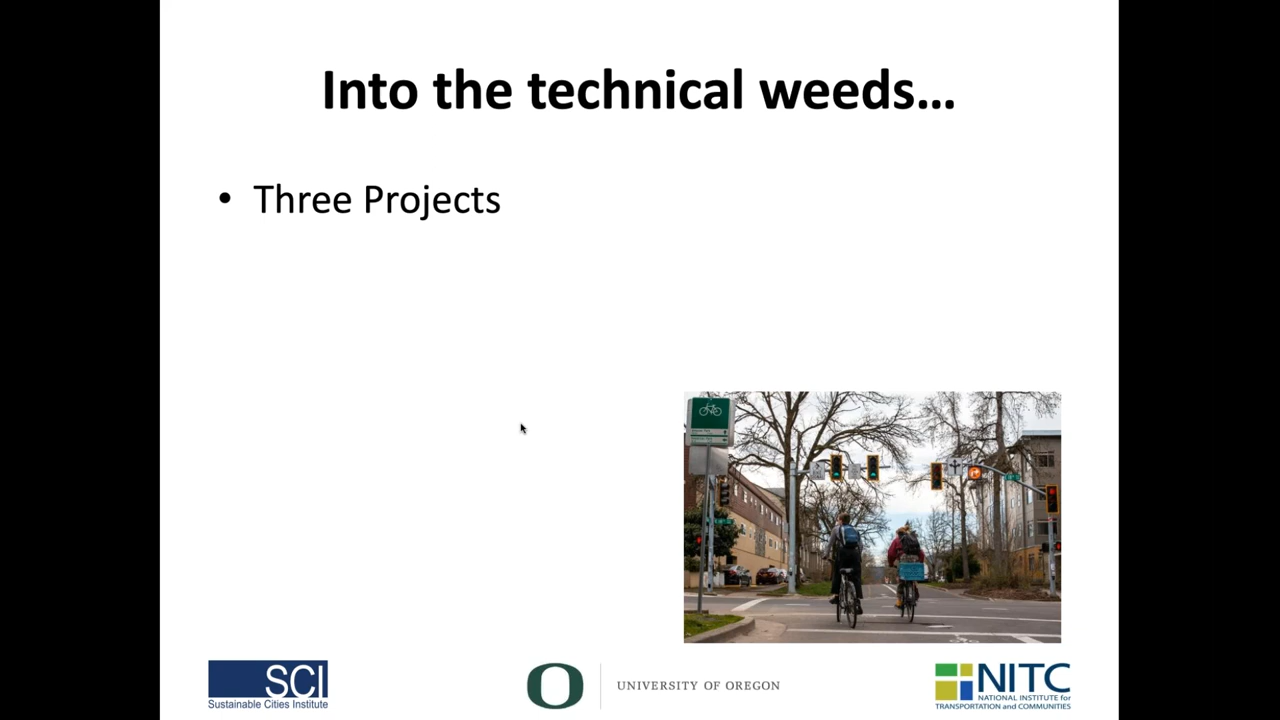 Into the technical weeds...
• Three Projects
SCI
Sustainable Cities Institute
O
UNIVERSITY OF OREGON
NITC
NATIONAL INSTITUTE for
TRANSPORTATION and COMMUNITIES